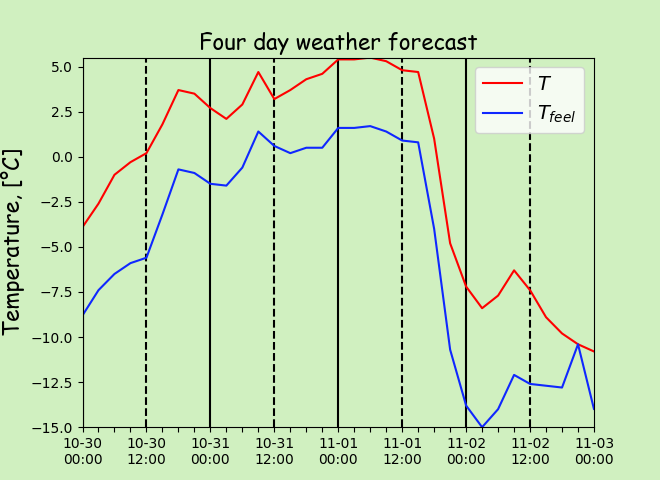 Four day weather forecast
Temperature, [°C]
T
T_feel
5.0
2.5
0.0
−2.5
−5.0
−7.5
−10.0
−12.5
−15.0
10-30 10-30 10-31 10-31 11-01 11-01 11-02 11-02 11-03
00:00 12:00 00:00 12:00 00:00 12:00 00:00 12:00 00:00